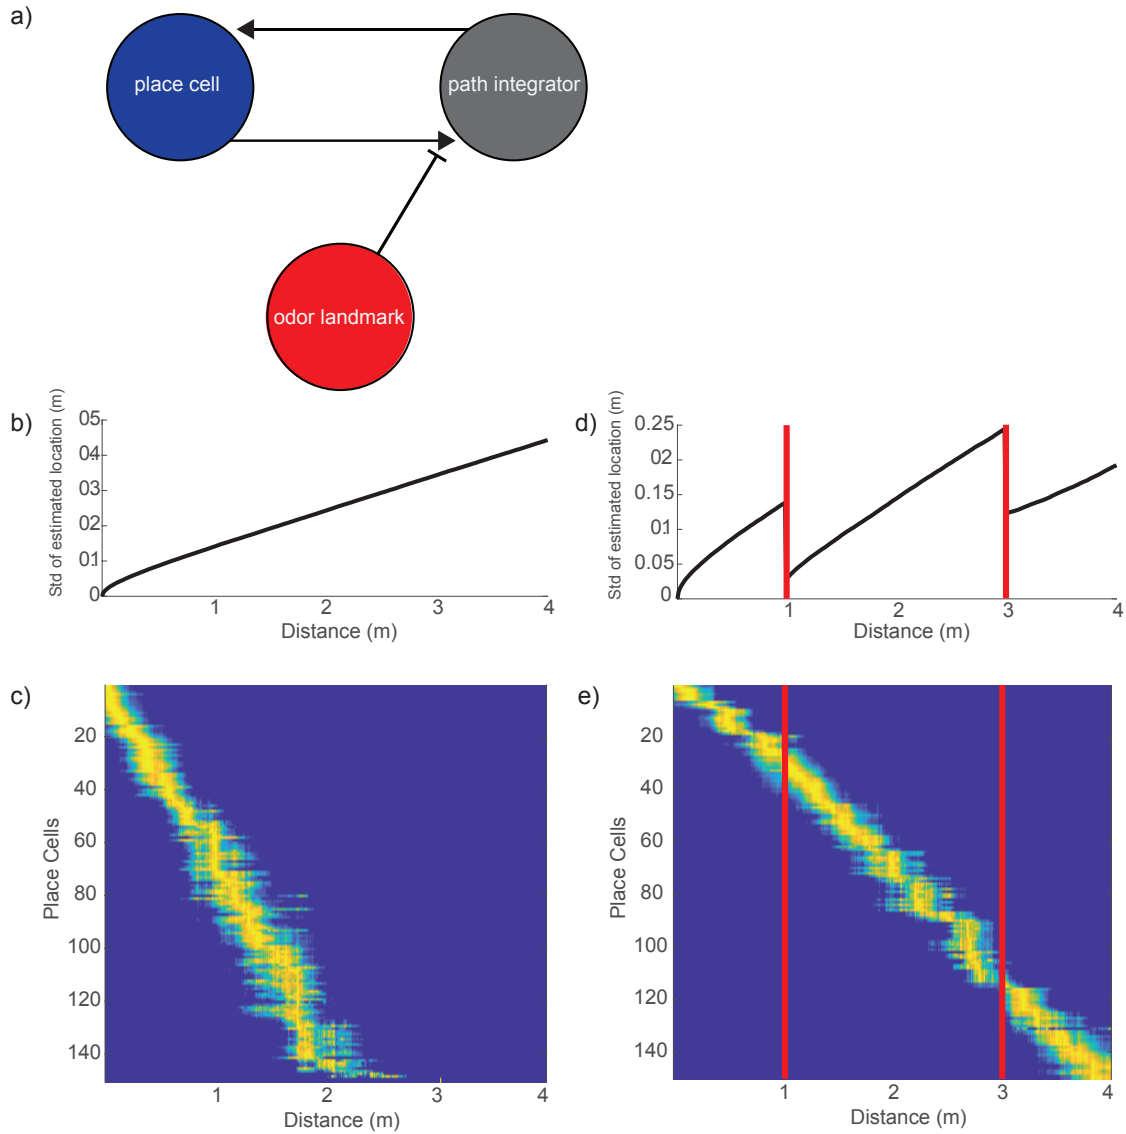 a)
place cell
path integrator
odor landmark
b)
Std of estimated location (m)
05
04
03
02
01
0
1
2
3
4
Distance (m)
d)
Std of estimated location (m)
0.25
02
0.15
01
0.05
0
1
2
3
4
Distance (m)
c)
Place Cells
20
40
60
80
100
120
140
1
2
3
4
Distance (m)
e)
Place Cells
20
40
60
80
100
120
140
1
2
3
4
Distance (m)